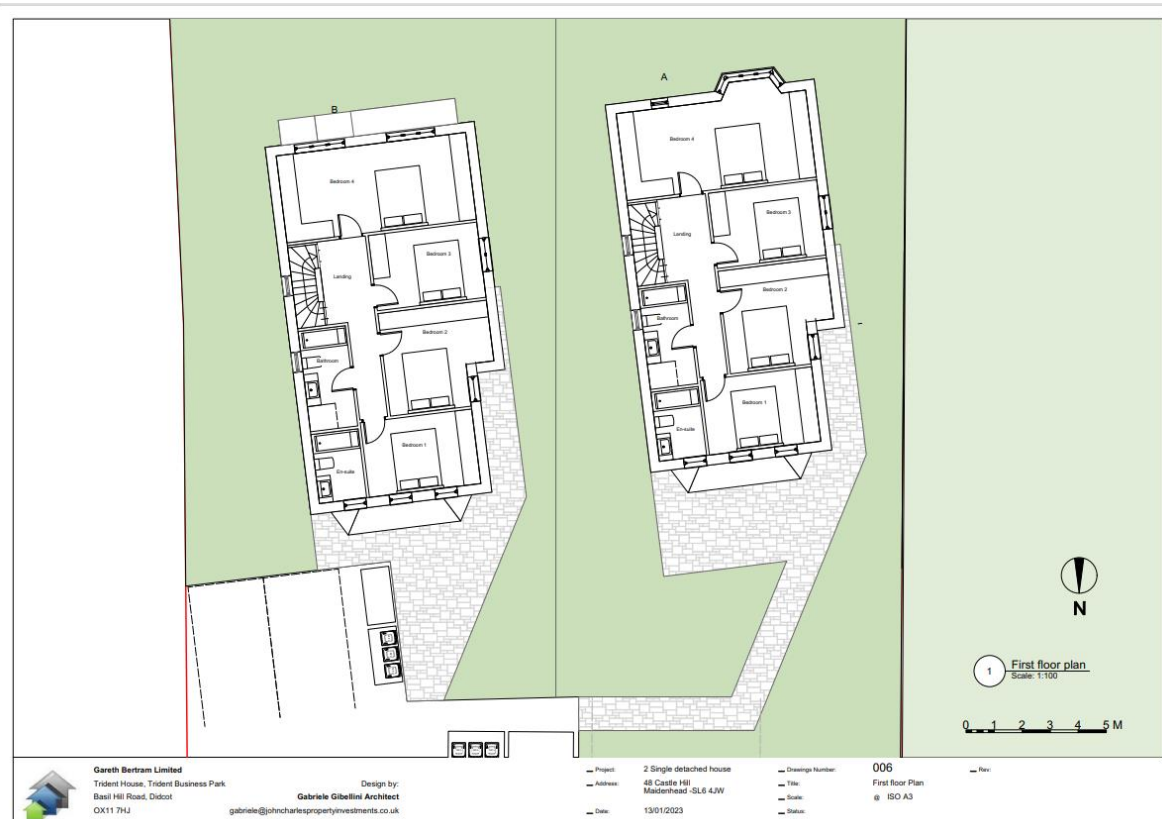 A
B
Bedroom 4
Bedroom 4
Bedroom 3
Landing
Bedroom 3
Landing
Bedroom 2
Bathroom
Bedroom 2
Bathroom
Bedroom 1
En-suite
Bedroom 1
En-suite
N
1
First floor plan
Scale: 1:100
0 1 2 3 4 5 M
Gareth Bertram Limited
Trident House, Trident Business Park
Basil Hill Road, Didcot
OX11 7HJ
Design by:
Gabriele Gibellini Architect
gabriele@johncharlespropertyinvestments.co.uk
Project: 2 Single detached house
Address: 48 Castle Hill
Maidenhead -SL6 4JW
Date: 13/01/2023
Drawings Number: 006
Title: First floor Plan
Scale: @ ISO A3
Status:
Rev: